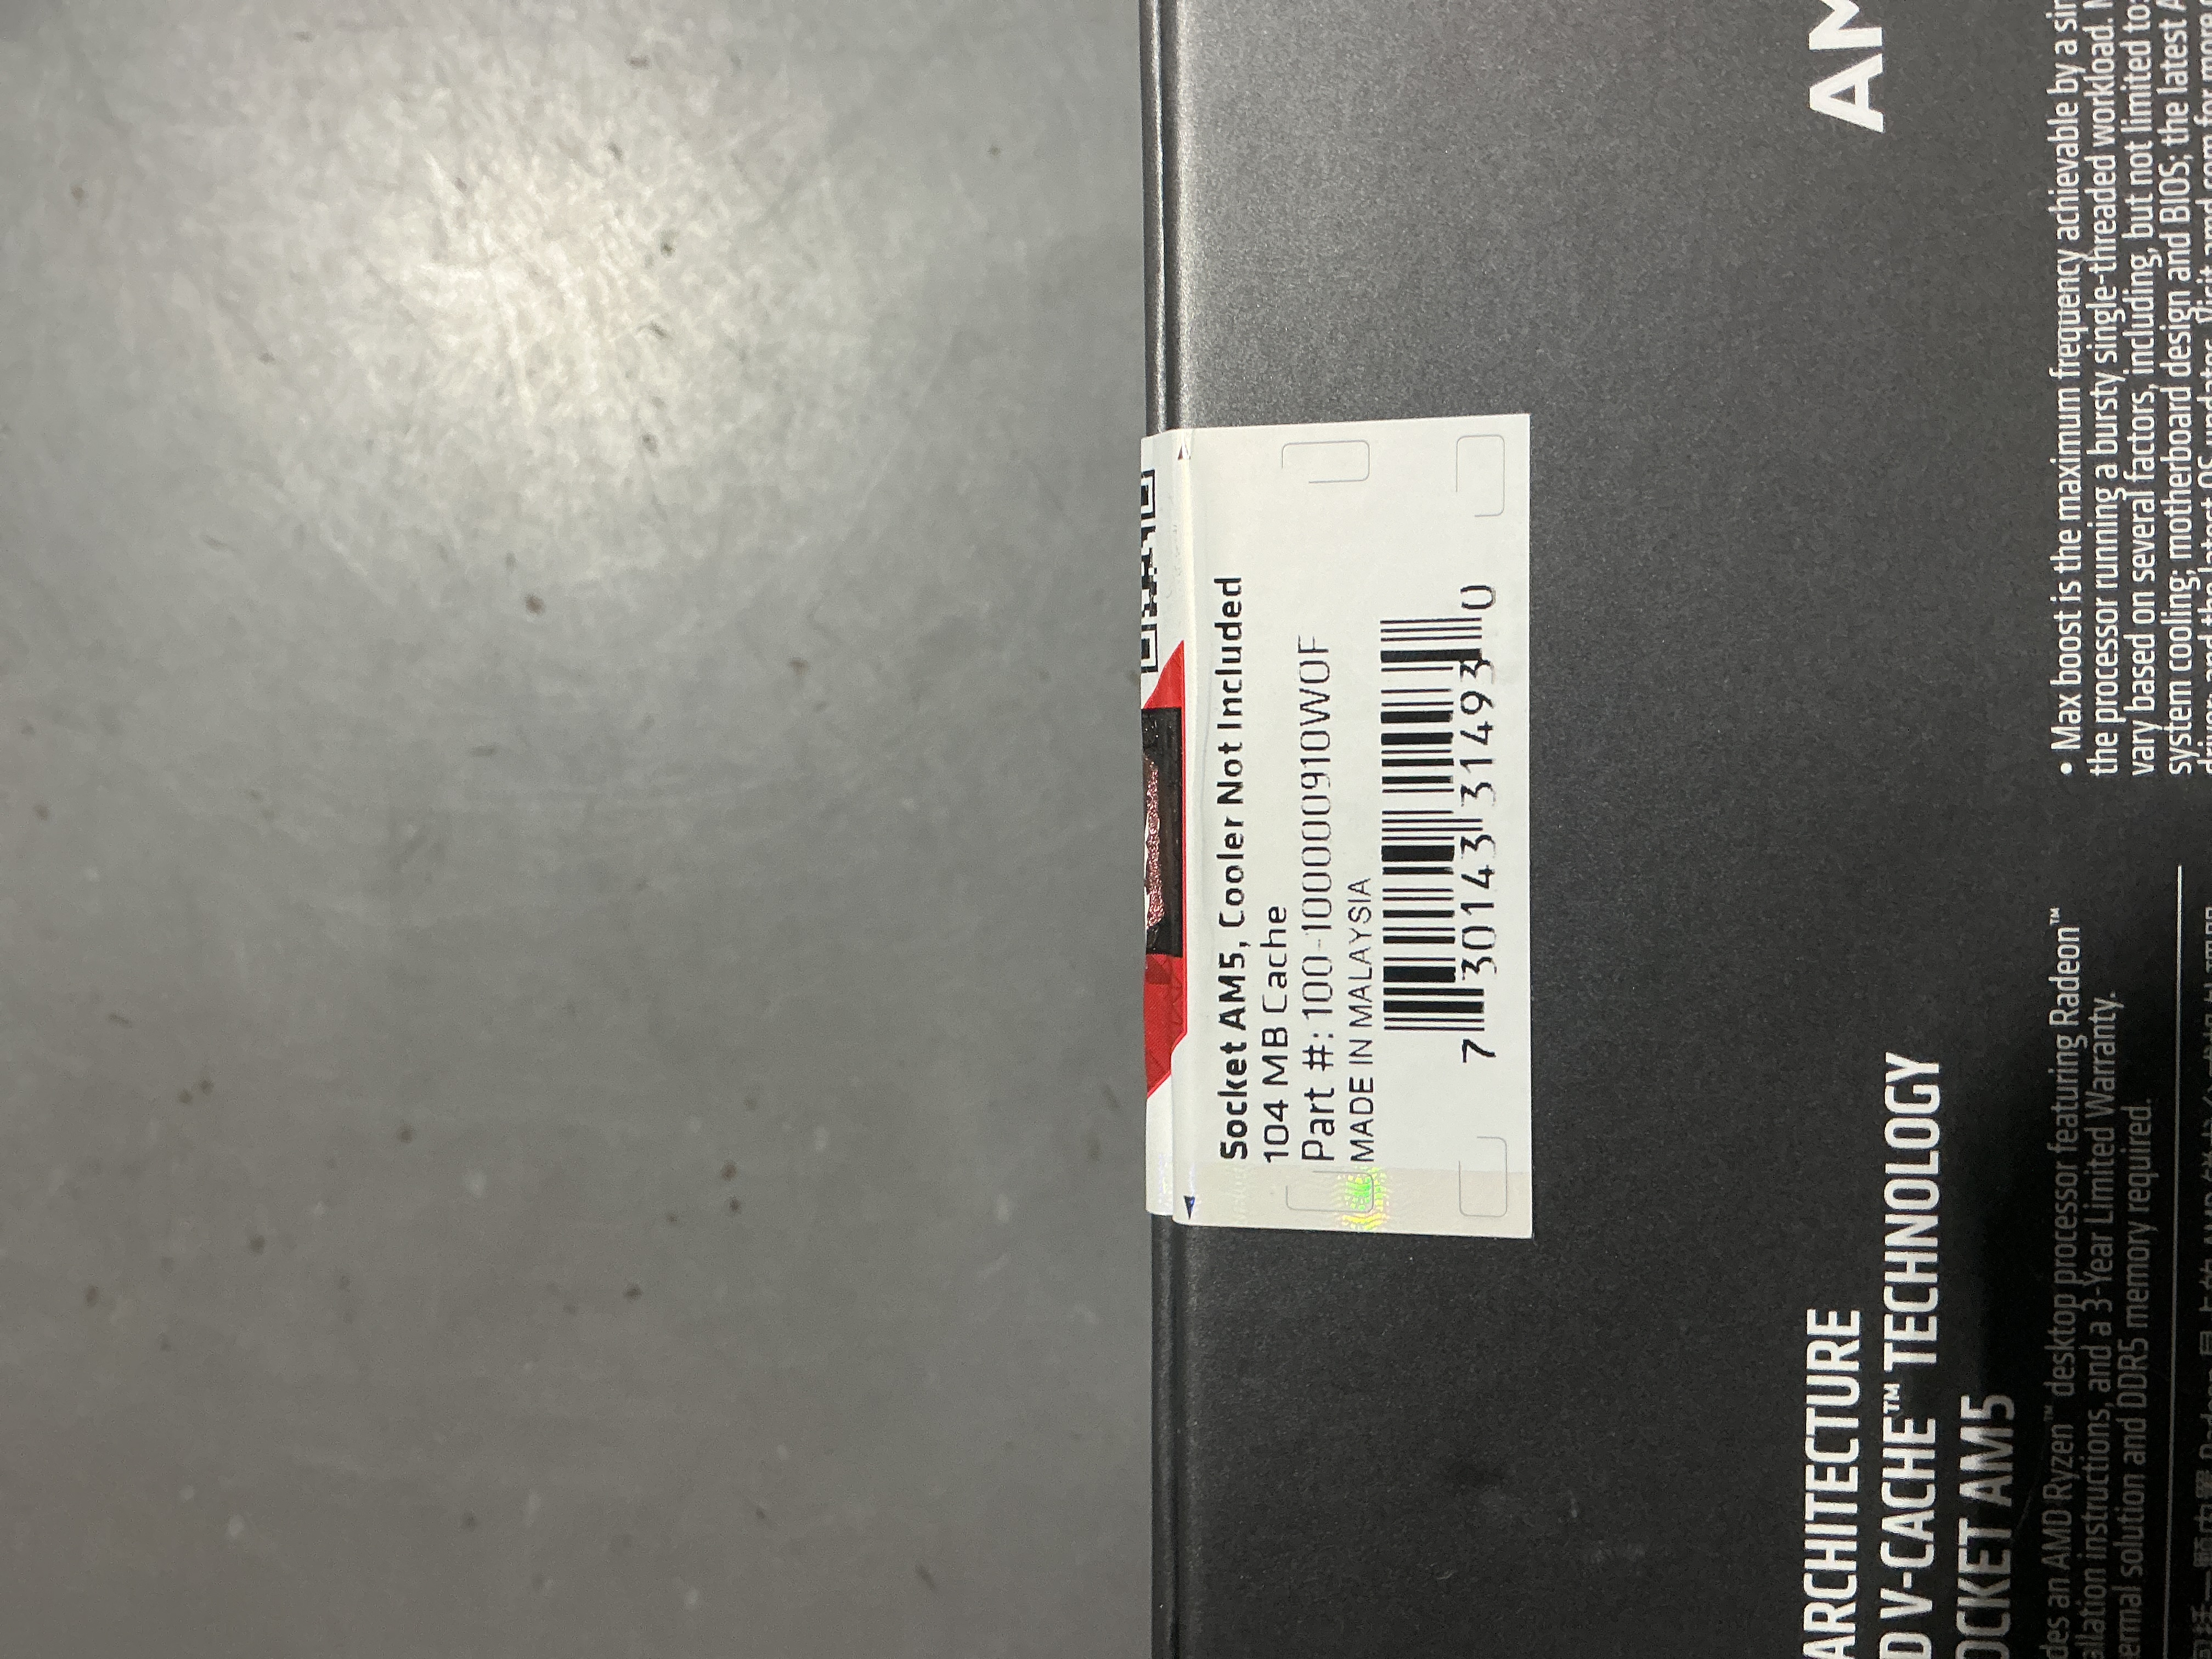 Socket AM5, Cooler Not Included
104 MB Cache
Part #: 100-100000910WOF
MADE IN MALAYSIA
7 30143 31493 0
ARCHITECTURE
D V-CACHE™ TECHNOLOGY
OCKET AM5
AM
des an AMD Ryzen™ desktop processor featuring Radeon™
allation instructions, and a 3-Year Limited Warranty.
ermal solution and DDR5 memory required.
• Max boost is the maximum frequency achievable by a sin
the processor running a bursty single-threaded workload. M
vary based on several factors, including, but not limited to:
system cooling; motherboard design and BIOS; the latest A